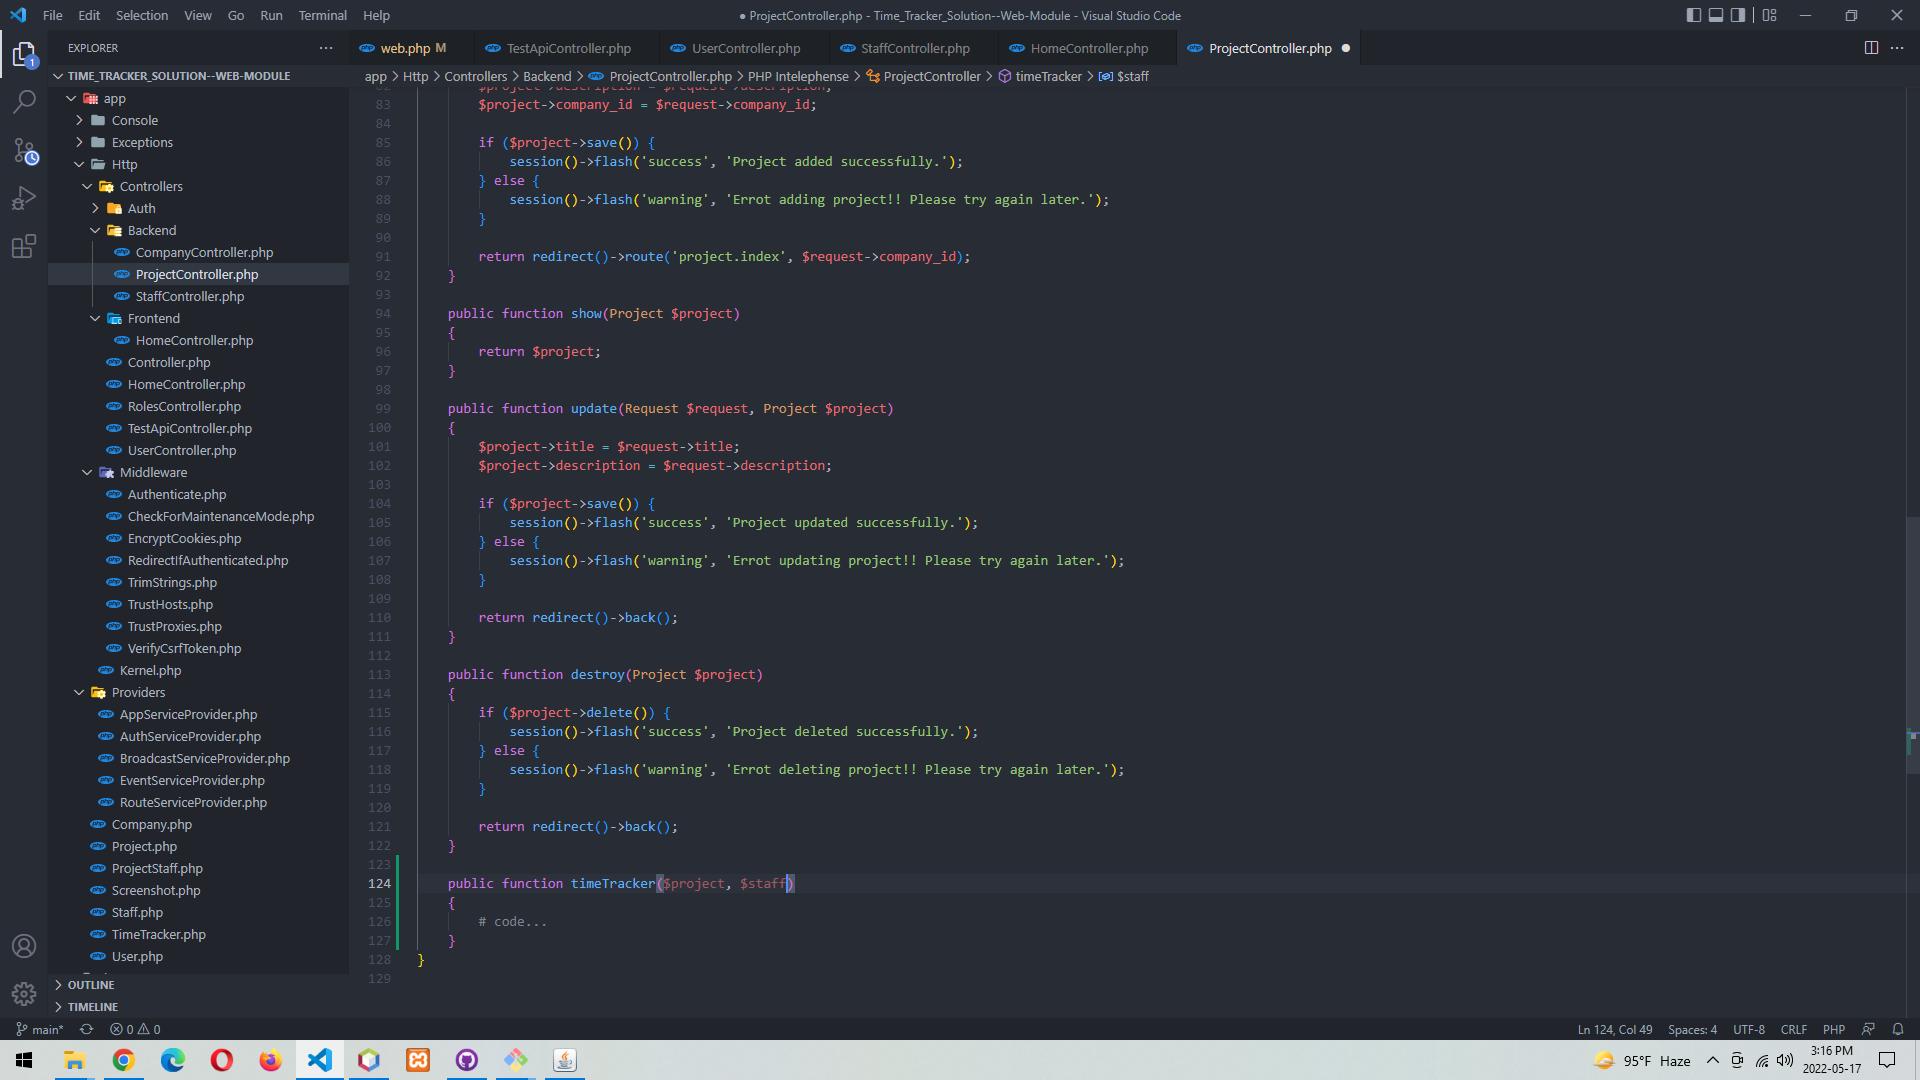 File Edit Selection View Go Run Terminal Help
● ProjectController.php - Time_Tracker_Solution--Web-Module - Visual Studio Code
EXPLORER
web.php M
TestApiController.php
UserController.php
StaffController.php
HomeController.php
ProjectController.php
TIME_TRACKER_SOLUTION--WEB-MODULE
app > Http > Controllers > Backend > ProjectController.php > PHP Intelephense > ProjectController > timeTracker > $staff
1
app
Console
Exceptions
Http
Controllers
Auth
Backend
CompanyController.php
ProjectController.php
StaffController.php
Frontend
HomeController.php
Controller.php
HomeController.php
RolesController.php
TestApiController.php
UserController.php
Middleware
Authenticate.php
CheckForMaintenanceMode.php
EncryptCookies.php
RedirectIfAuthenticated.php
TrimStrings.php
TrustHosts.php
TrustProxies.php
VerifyCsrfToken.php
Kernel.php
Providers
AppServiceProvider.php
AuthServiceProvider.php
BroadcastServiceProvider.php
EventServiceProvider.php
RouteServiceProvider.php
Company.php
Project.php
ProjectStaff.php
Screenshot.php
Staff.php
TimeTracker.php
User.php
OUTLINE
TIMELINE
82 $project->description = $request->description;
83 $project->company_id = $request->company_id;
84
85 if ($project->save()) {
86 session()->flash('success', 'Project added successfully.');
87 } else {
88 session()->flash('warning', 'Errot adding project!! Please try again later.');
89 }
90
91 return redirect()->route('project.index', $request->company_id);
92 }
93
94 public function show(Project $project)
95 {
96 return $project;
97 }
98
99 public function update(Request $request, Project $project)
100 {
101 $project->title = $request->title;
102 $project->description = $request->description;
103
104 if ($project->save()) {
105 session()->flash('success', 'Project updated successfully.');
106 } else {
107 session()->flash('warning', 'Errot updating project!! Please try again later.');
108 }
109
110 return redirect()->back();
111 }
112
113 public function destroy(Project $project)
114 {
115 if ($project->delete()) {
116 session()->flash('success', 'Project deleted successfully.');
117 } else {
118 session()->flash('warning', 'Errot deleting project!! Please try again later.');
119 }
120
121 return redirect()->back();
122 }
123
124 public function timeTracker($project, $staff)
125 {
126 # code...
127 }
128 }
129
main* 0 0 Ln 124, Col 49 Spaces: 4 UTF-8 CRLF PHP
95°F Haze
3:16 PM
2022-05-17